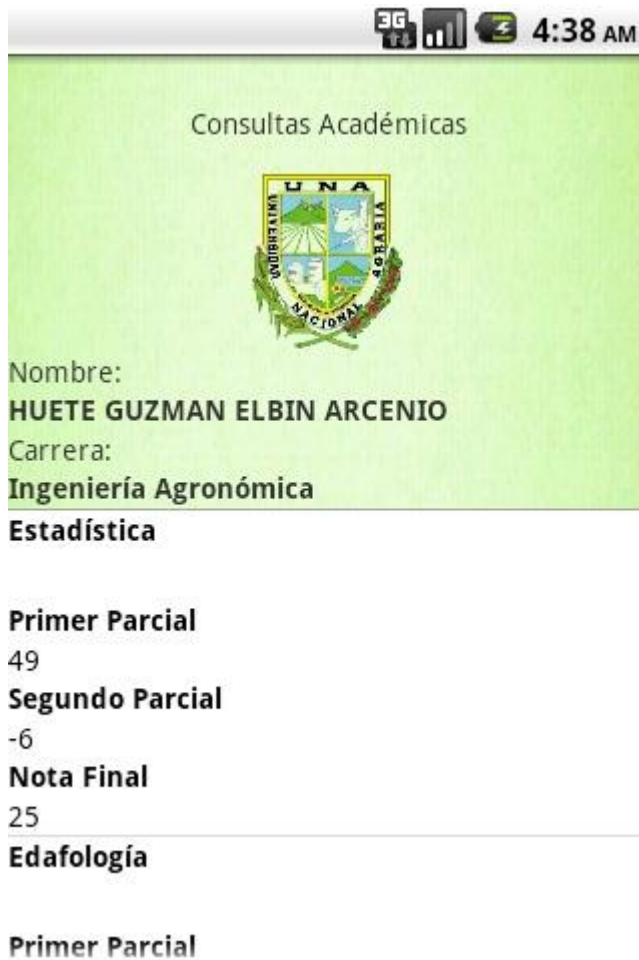 3G 4:38 AM
Consultas Académicas
UNA
UNIVERSIDAD
AGRARIA
NACIONAL
Nombre:
HUETE GUZMAN ELBIN ARCENIO
Carrera:
Ingeniería Agronómica
Estadística
Primer Parcial
49
Segundo Parcial
-6
Nota Final
25
Edafología
Primer Parcial